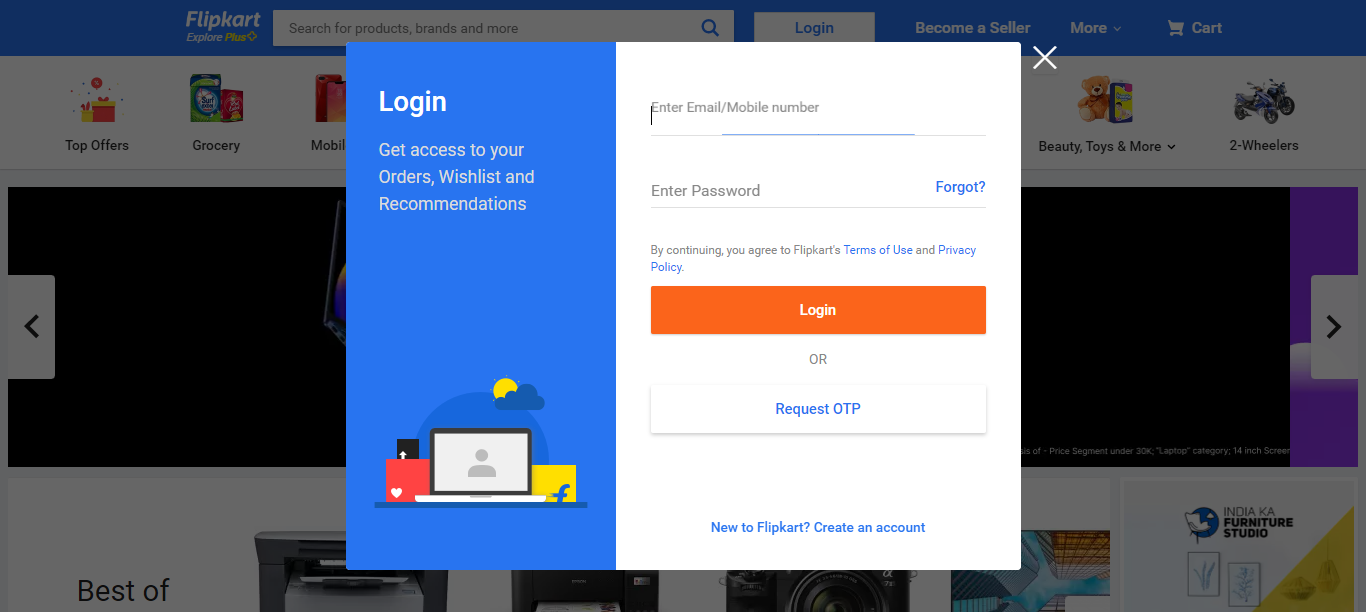 Flipkart
Explore Plus
Search for products, brands and more
Login
Become a Seller
More
Cart
Top Offers
Grocery
Mobil
Beauty, Toys & More
2-Wheelers
Login
Get access to your
Orders, Wishlist and
Recommendations
Enter Email/Mobile number
Enter Password
Forgot?
By continuing, you agree to Flipkart's Terms of Use and Privacy
Policy.
Login
OR
Request OTP
New to Flipkart? Create an account
sis of - Price Segment under 30K; "Laptop" category; 14 inch Screen
Best of
INDIA KA
FURNITURE
STUDIO